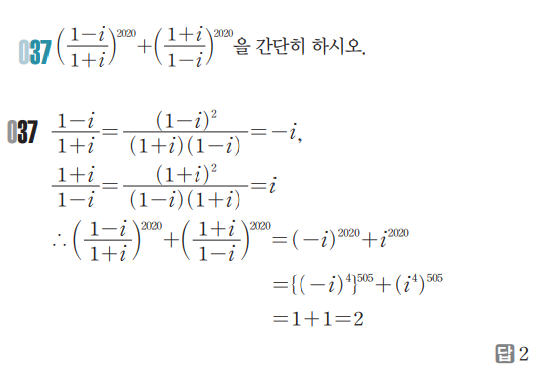 037 ((1−i)/(1+i))^2020 + ((1+i)/(1−i))^2020 을 간단히 하시오.
037 (1−i)/(1+i) = (1−i)^2/((1+i)(1−i)) = −i,
(1+i)/(1−i) = (1+i)^2/((1−i)(1+i)) = i
∴ ((1−i)/(1+i))^2020 + ((1+i)/(1−i))^2020 = (−i)^2020 + i^2020
={(−i)^4}^505 + (i^4)^505
=1+1=2
답 2